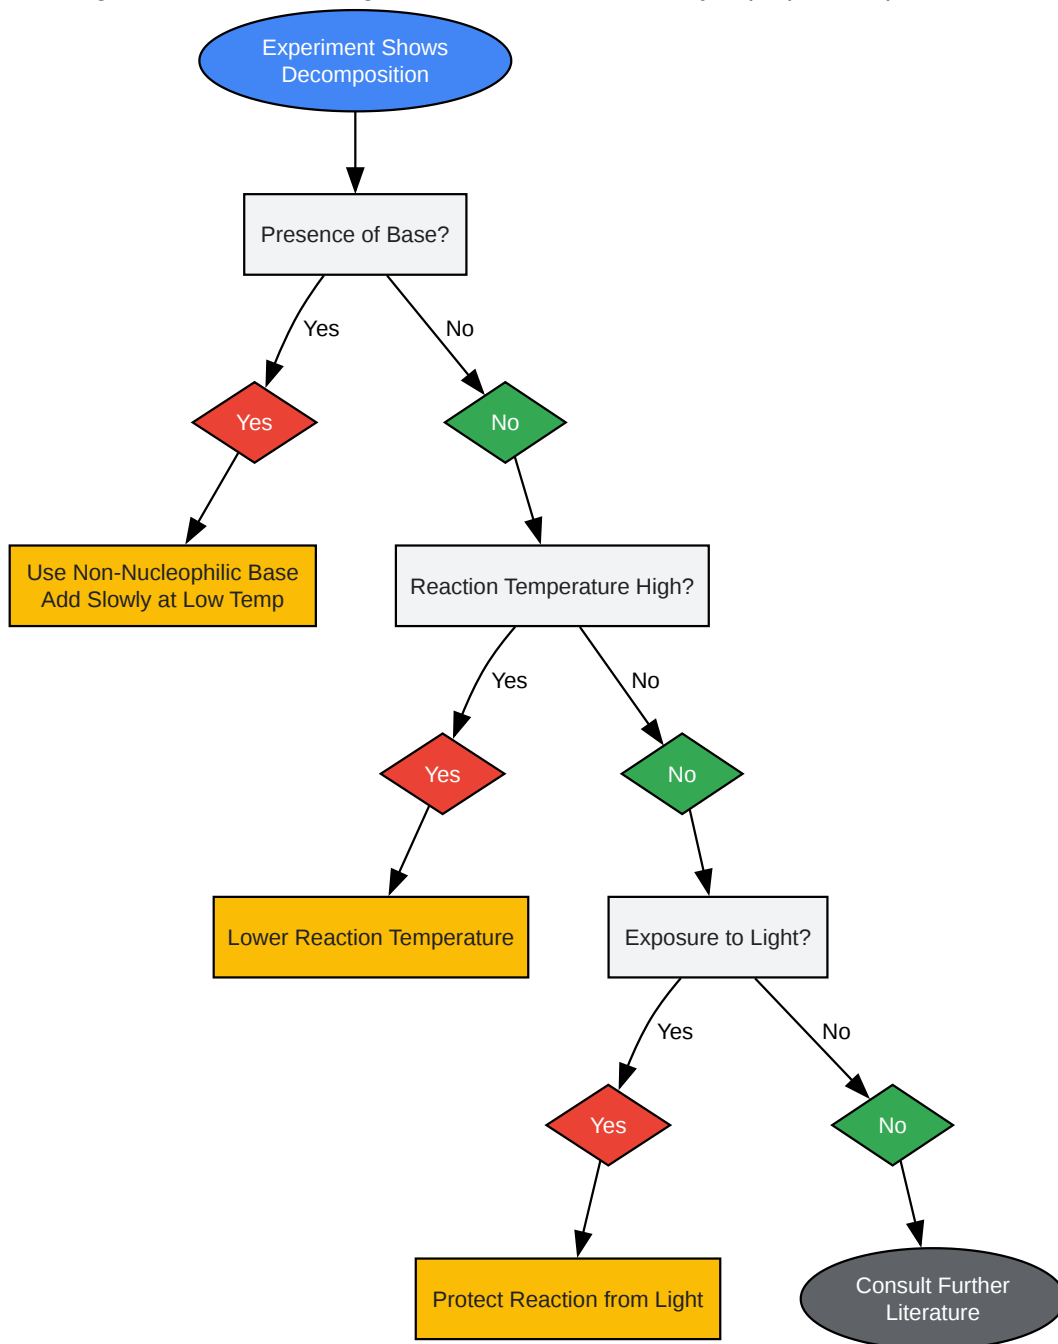 Experiment Shows
Decomposition
Presence of Base?
Yes
No
Yes
No
Use Non-Nucleophilic Base
Add Slowly at Low Temp
Reaction Temperature High?
Yes
No
Yes
No
Lower Reaction Temperature
Exposure to Light?
Yes
No
Yes
No
Protect Reaction from Light
Consult Further
Literature